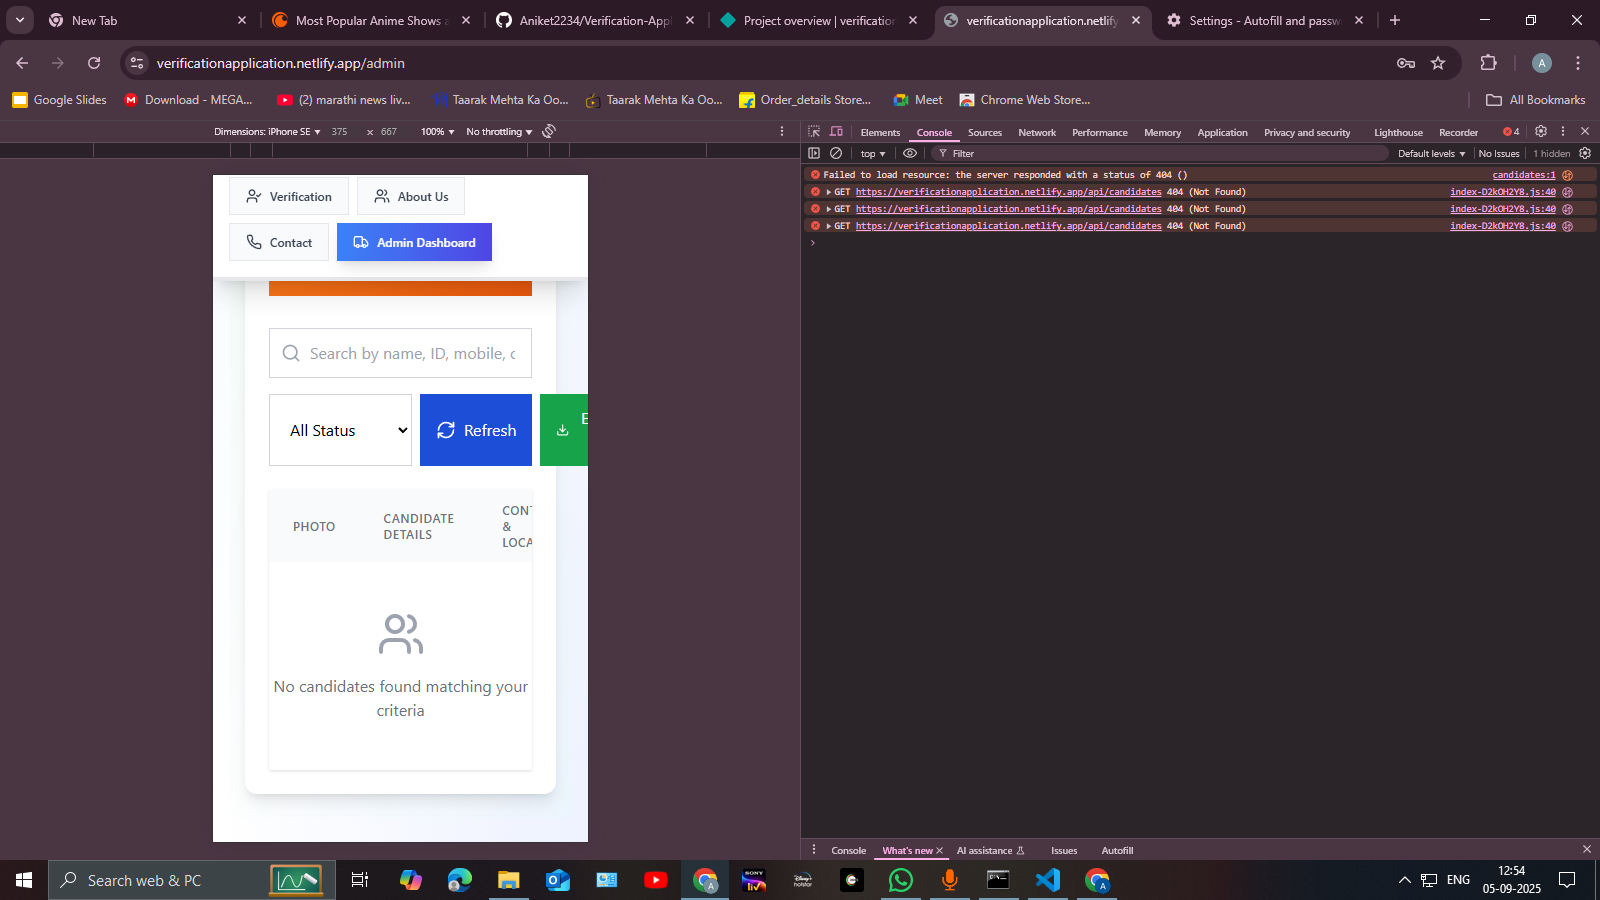 New Tab
Most Popular Anime Shows a
Aniket2234/Verification-Appl
Project overview | verification
verificationapplication.netlify
Settings - Autofill and passw
verificationapplication.netlify.app/admin
A
Google Slides
Download - MEGA...
(2) marathi news liv...
Taarak Mehta Ka Oo...
Taarak Mehta Ka Oo...
Order_details Store...
Meet
Chrome Web Store...
All Bookmarks
Dimensions: iPhone SE
375
×
667
100%
No throttling
Elements
Console
Sources
Network
Performance
Memory
Application
Privacy and security
Lighthouse
Recorder
4
top
Filter
Default levels
No Issues
1 hidden
Failed to load resource: the server responded with a status of 404 ()
candidates:1
GET https://verificationapplication.netlify.app/api/candidates 404 (Not Found)
index-D2kOH2Y8.js:40
GET https://verificationapplication.netlify.app/api/candidates 404 (Not Found)
index-D2kOH2Y8.js:40
GET https://verificationapplication.netlify.app/api/candidates 404 (Not Found)
index-D2kOH2Y8.js:40
Verification
About Us
Contact
Admin Dashboard
Search by name, ID, mobile, c
All Status
Refresh
E
PHOTO
CANDIDATE
DETAILS
CONT
&
LOCA
No candidates found matching your
criteria
Console
What's new
AI assistance
Issues
Autofill
Search web & PC
ENG
12:54
05-09-2025